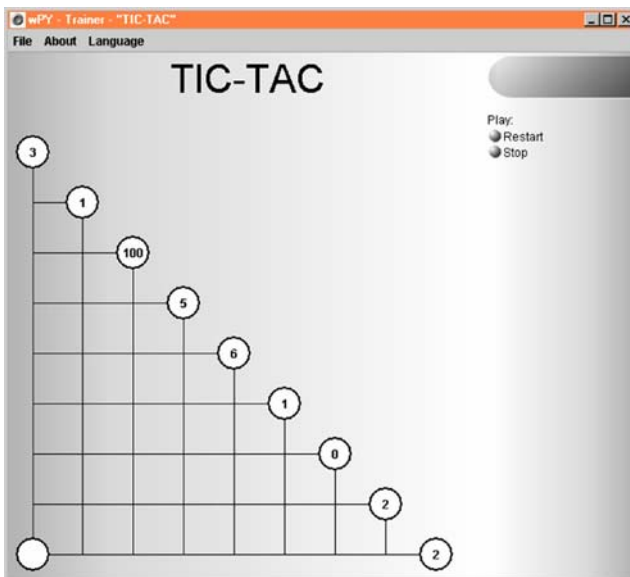 wPY - Trainer - "TIC-TAC"
File About Language
TIC-TAC
Play:
Restart
Stop
3
1
100
5
6
1
0
2
2